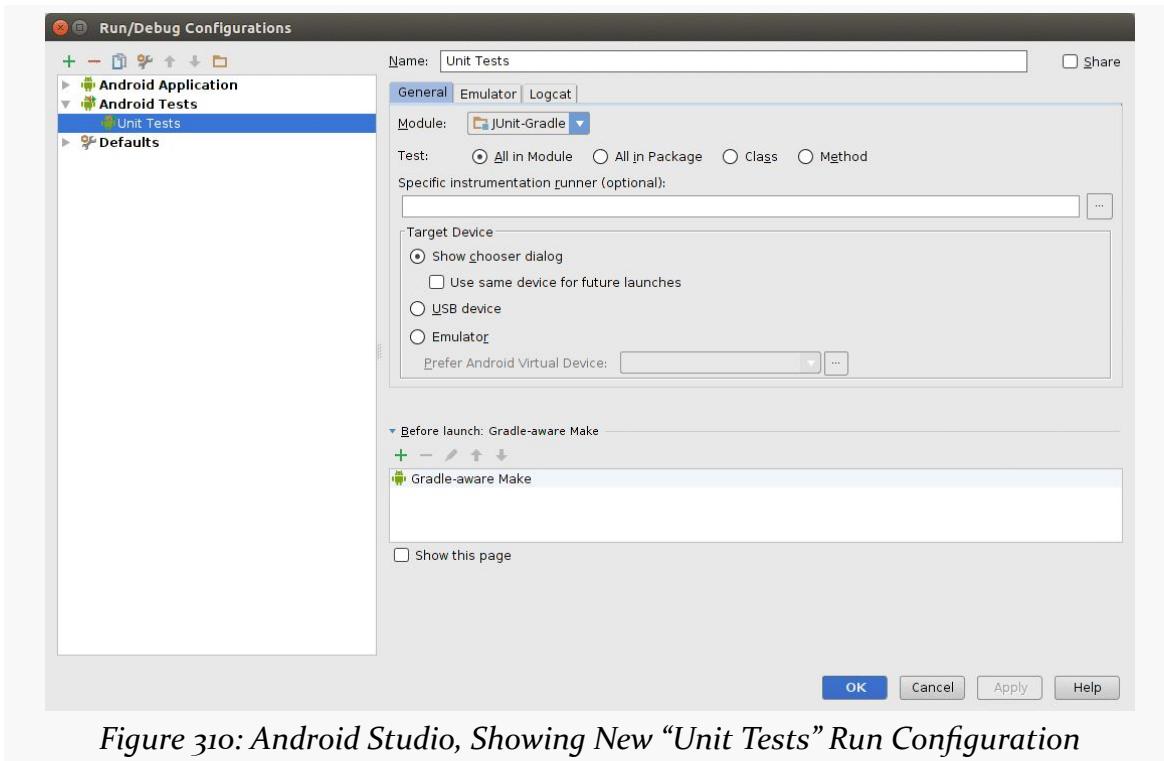 Run/Debug Configurations
Android Application
Android Tests
Unit Tests
Defaults
Name: Unit Tests Share
General Emulator Logcat
Module: JUnit-Gradle
Test: All in Module All in Package Class Method
Specific instrumentation runner (optional):
...
Target Device
Show chooser dialog
Use same device for future launches
USB device
Emulator
Prefer Android Virtual Device: ...
Before launch: Gradle-aware Make
Gradle-aware Make
Show this page
OK Cancel Apply Help
Figure 310: Android Studio, Showing New “Unit Tests” Run Configuration